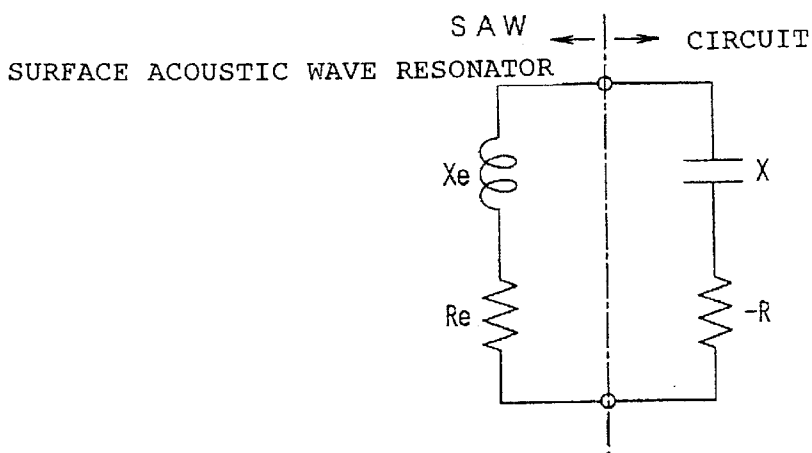 SAW
CIRCUIT
SURFACE ACOUSTIC WAVE RESONATOR
Xe
X
Re
-R